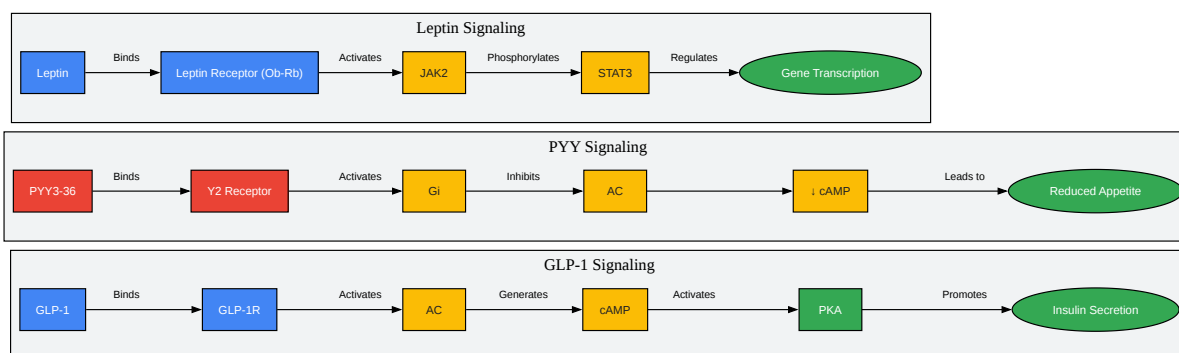 Leptin Signaling
Binds
Activates
Phosphorylates
Regulates
Leptin
Leptin Receptor (Ob-Rb)
JAK2
STAT3
Gene Transcription
PYY Signaling
Binds
Activates
Inhibits
Leads to
PYY3-36
Y2 Receptor
Gi
AC
↓ cAMP
Reduced Appetite
GLP-1 Signaling
Binds
Activates
Generates
Activates
Promotes
GLP-1
GLP-1R
AC
cAMP
PKA
Insulin Secretion